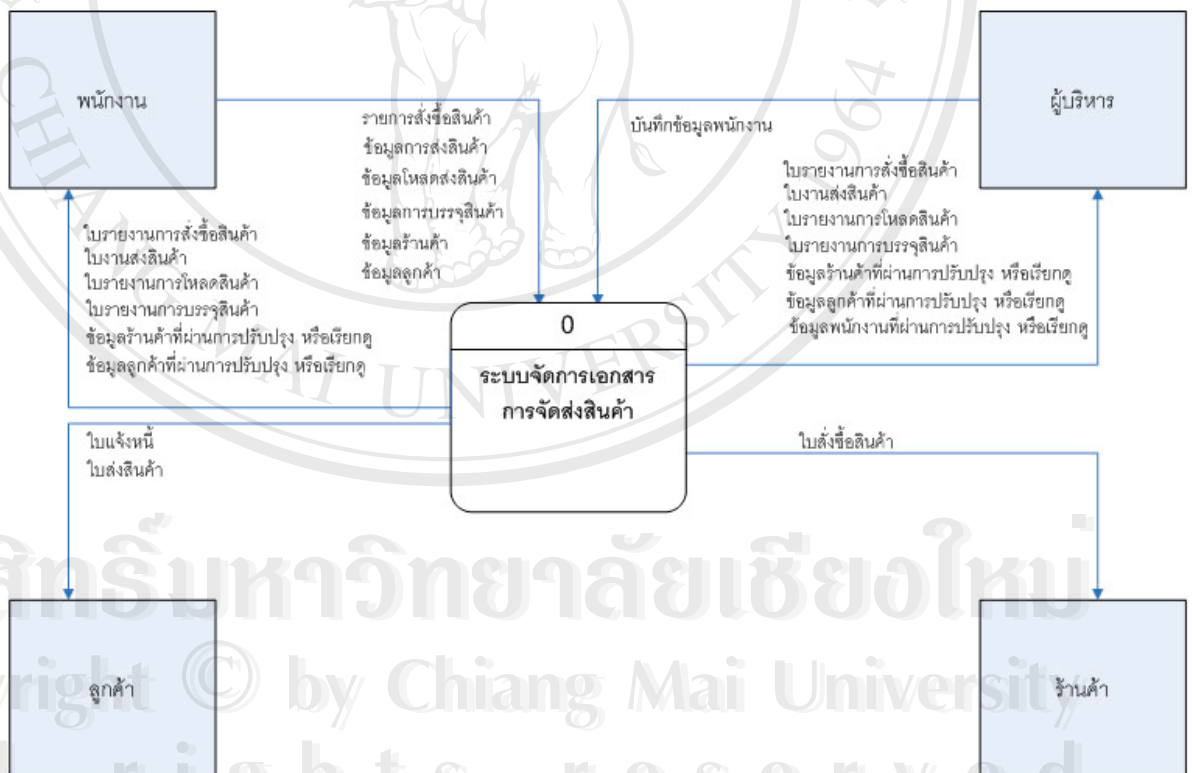 พนักงาน
ผู้บริหาร
รายการสั่งซื้อสินค้า
ข้อมูลการส่งสินค้า
ข้อมูลโหลดส่งสินค้า
ข้อมูลการบรรจุสินค้า
ข้อมูลร้านค้า
ข้อมูลลูกค้า
บันทึกข้อมูลพนักงาน
ใบรายงานการสั่งซื้อสินค้า
ใบงานส่งสินค้า
ใบรายงานการโหลดสินค้า
ใบรายงานการบรรจุสินค้า
ข้อมูลร้านค้าที่ผ่านการปรับปรุง หรือเรียกดู
ข้อมูลลูกค้าที่ผ่านการปรับปรุง หรือเรียกดู
ข้อมูลพนักงานที่ผ่านการปรับปรุง หรือเรียกดู
ใบรายงานการสั่งซื้อสินค้า
ใบงานส่งสินค้า
ใบรายงานการโหลดสินค้า
ใบรายงานการบรรจุสินค้า
ข้อมูลร้านค้าที่ผ่านการปรับปรุง หรือเรียกดู
ข้อมูลลูกค้าที่ผ่านการปรับปรุง หรือเรียกดู
0
ระบบจัดการเอกสาร
การจัดส่งสินค้า
ใบแจ้งหนี้
ใบส่งสินค้า
ใบสั่งซื้อสินค้า
ลูกค้า
ร้านค้า
CHIANG MAI UNIVERSITY 1964
สิทธิ์มหาวิทยาลัยเชียงใหม่
right © by Chiang Mai University
rights reserved